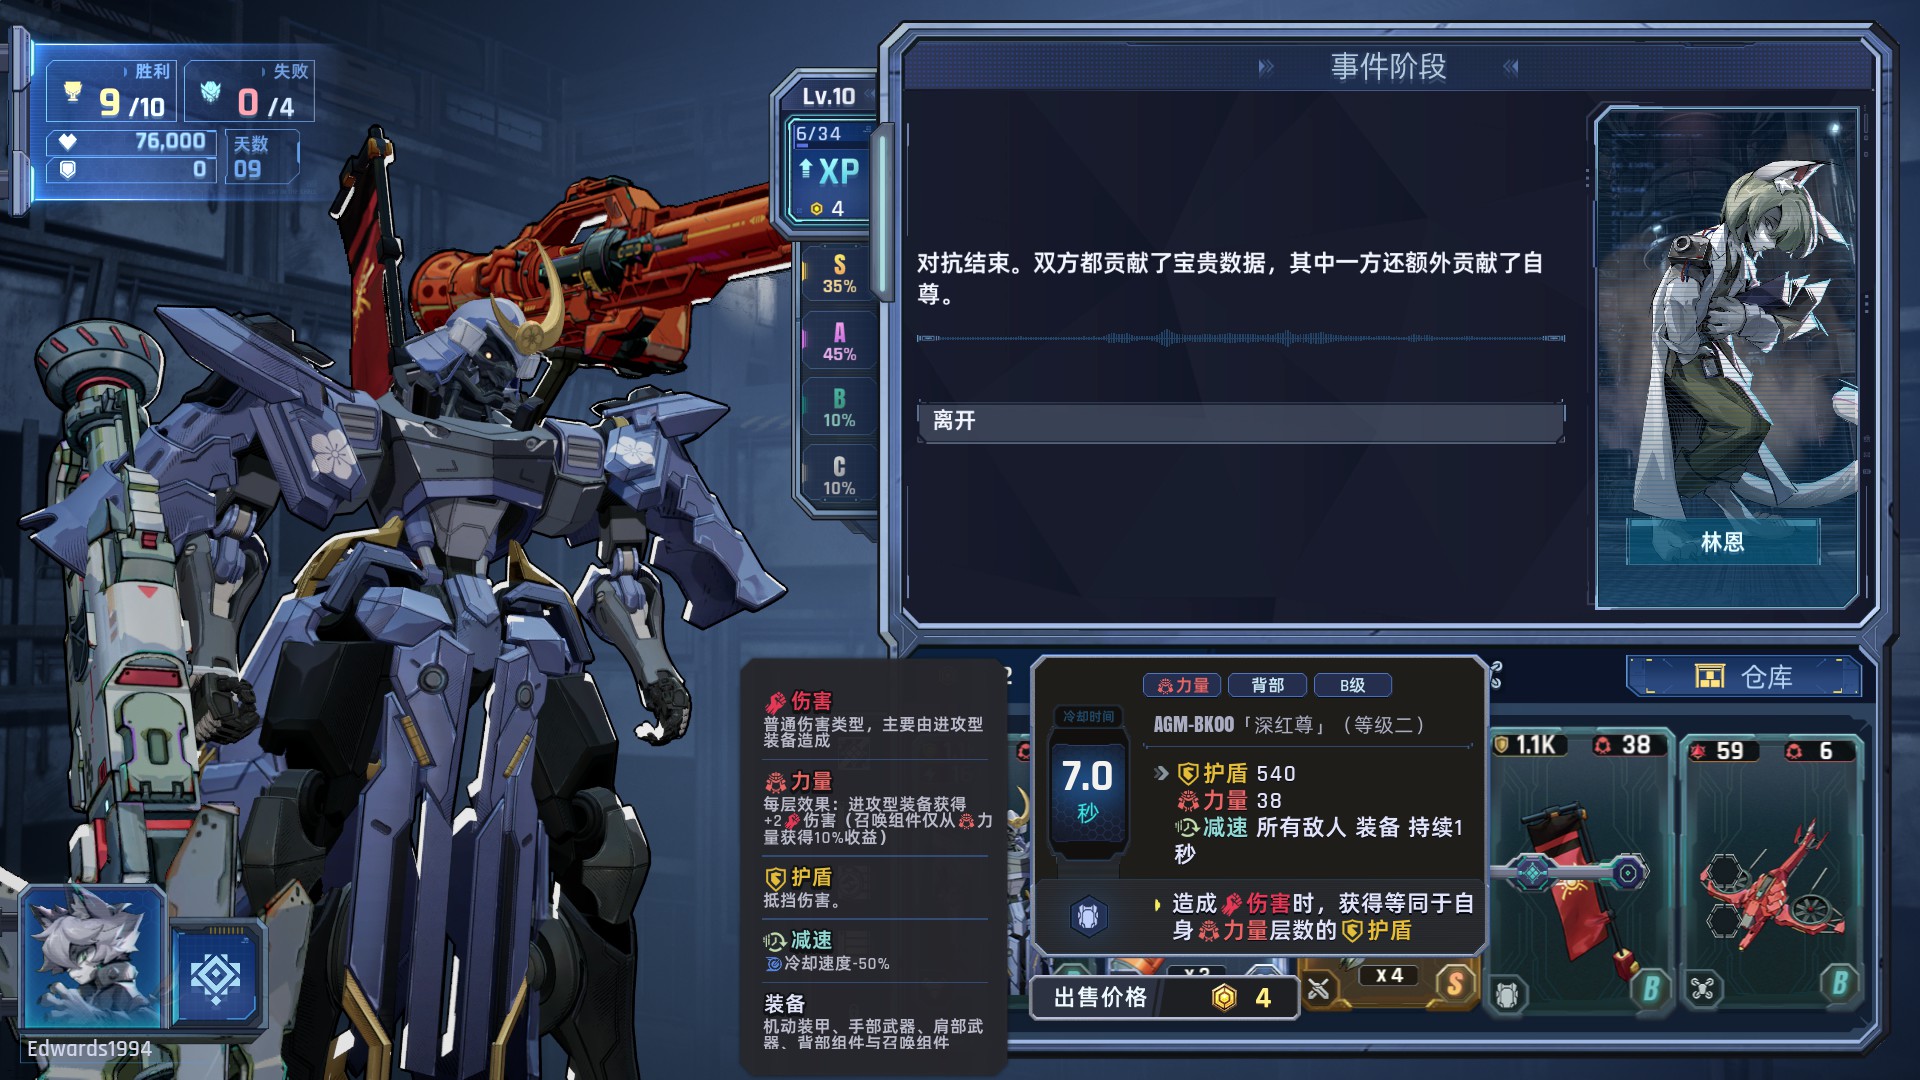 胜利
9/10
失败
0/4
76,000
0
天数
09
Lv.10
6/34
XP
4
S
35%
A
45%
B
10%
C
10%
事件阶段
对抗结束。双方都贡献了宝贵数据，其中一方还额外贡献了自
尊。
离开
林恩
仓库
伤害
普通伤害类型，主要由进攻型
装备造成
力量
每层效果：进攻型装备获得
+2伤害（召唤组件仅从力
量获得10%收益）
护盾
抵挡伤害。
减速
冷却速度-50%
装备
机动装甲、手部武器、肩部武
器、背部组件与召唤组件
力量
背部
B级
冷却时间
7.0
秒
AGM-BK00「深红尊」（等级二）
护盾 540
力量 38
减速 所有敌人 装备 持续1
秒
造成伤害时，获得等同于自
身力量层数的护盾
出售价格
4
x4
S
1.1K
38
B
59
6
B
Edwards1994